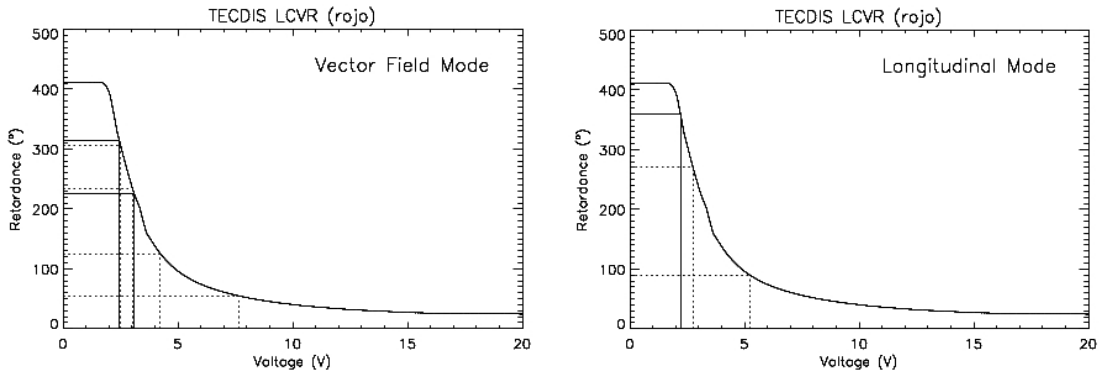 TECDIS LCVR (rojo)
Vector Field Mode
Retardance (°)
500
400
300
200
100
0
0
5
10
15
20
Voltage (V)
TECDIS LCVR (rojo)
Longitudinal Mode
Retardance (°)
500
400
300
200
100
0
0
5
10
15
20
Voltage (V)